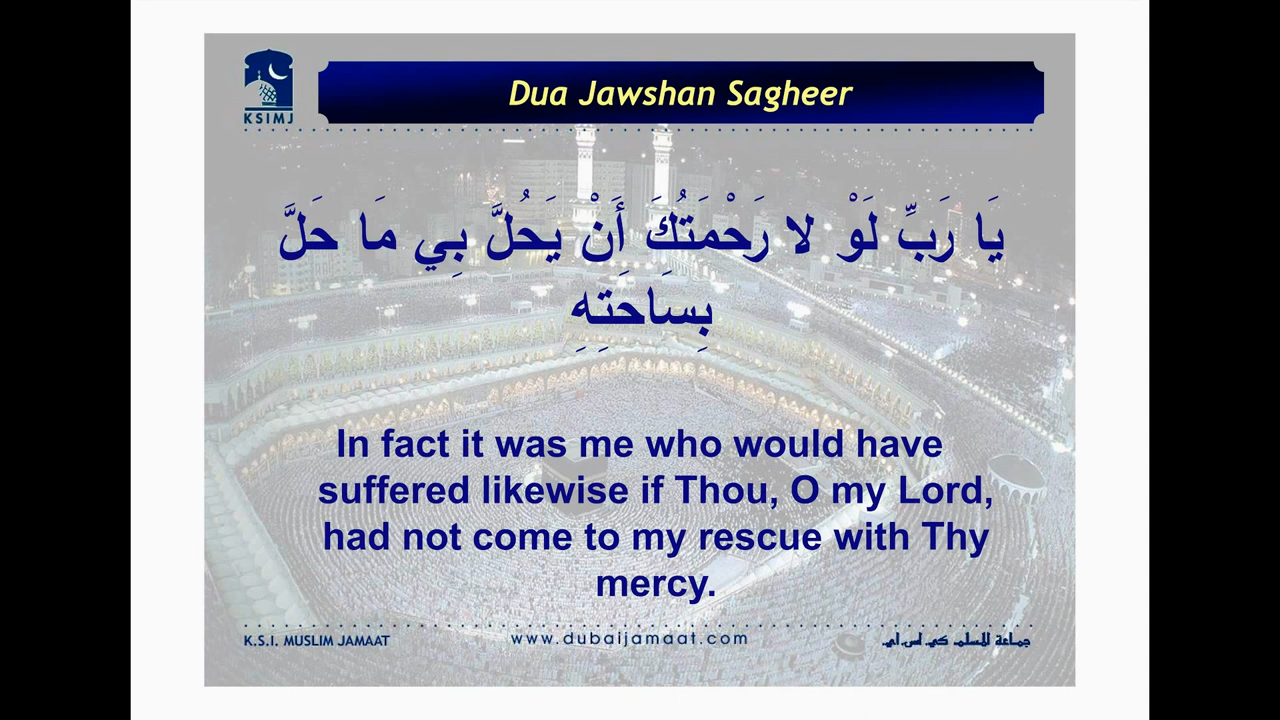 KSIMJ
Dua Jawshan Sagheer
يَا رَبِّ لَوْ لا رَحْمَتُكَ أَنْ يَحُلَّ بِي مَا حَلَّ
بِسَاحَتِهِ
In fact it was me who would have
suffered likewise if Thou, O my Lord,
had not come to my rescue with Thy
mercy.
K.S.I. MUSLIM JAMAAT
www.dubaijamaat.com